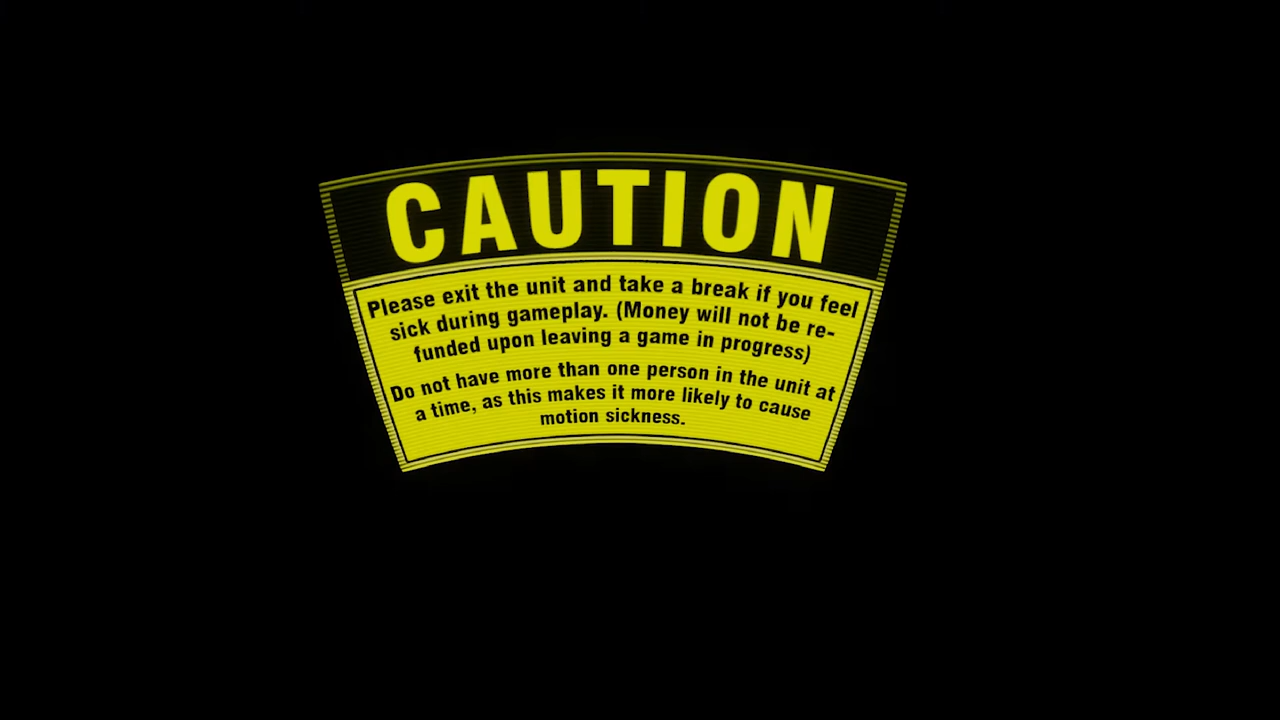 CAUTION
Please exit the unit and take a break if you feel
sick during gameplay. (Money will not be re-
funded upon leaving a game in progress)
Do not have more than one person in the unit at
a time, as this makes it more likely to cause
motion sickness.